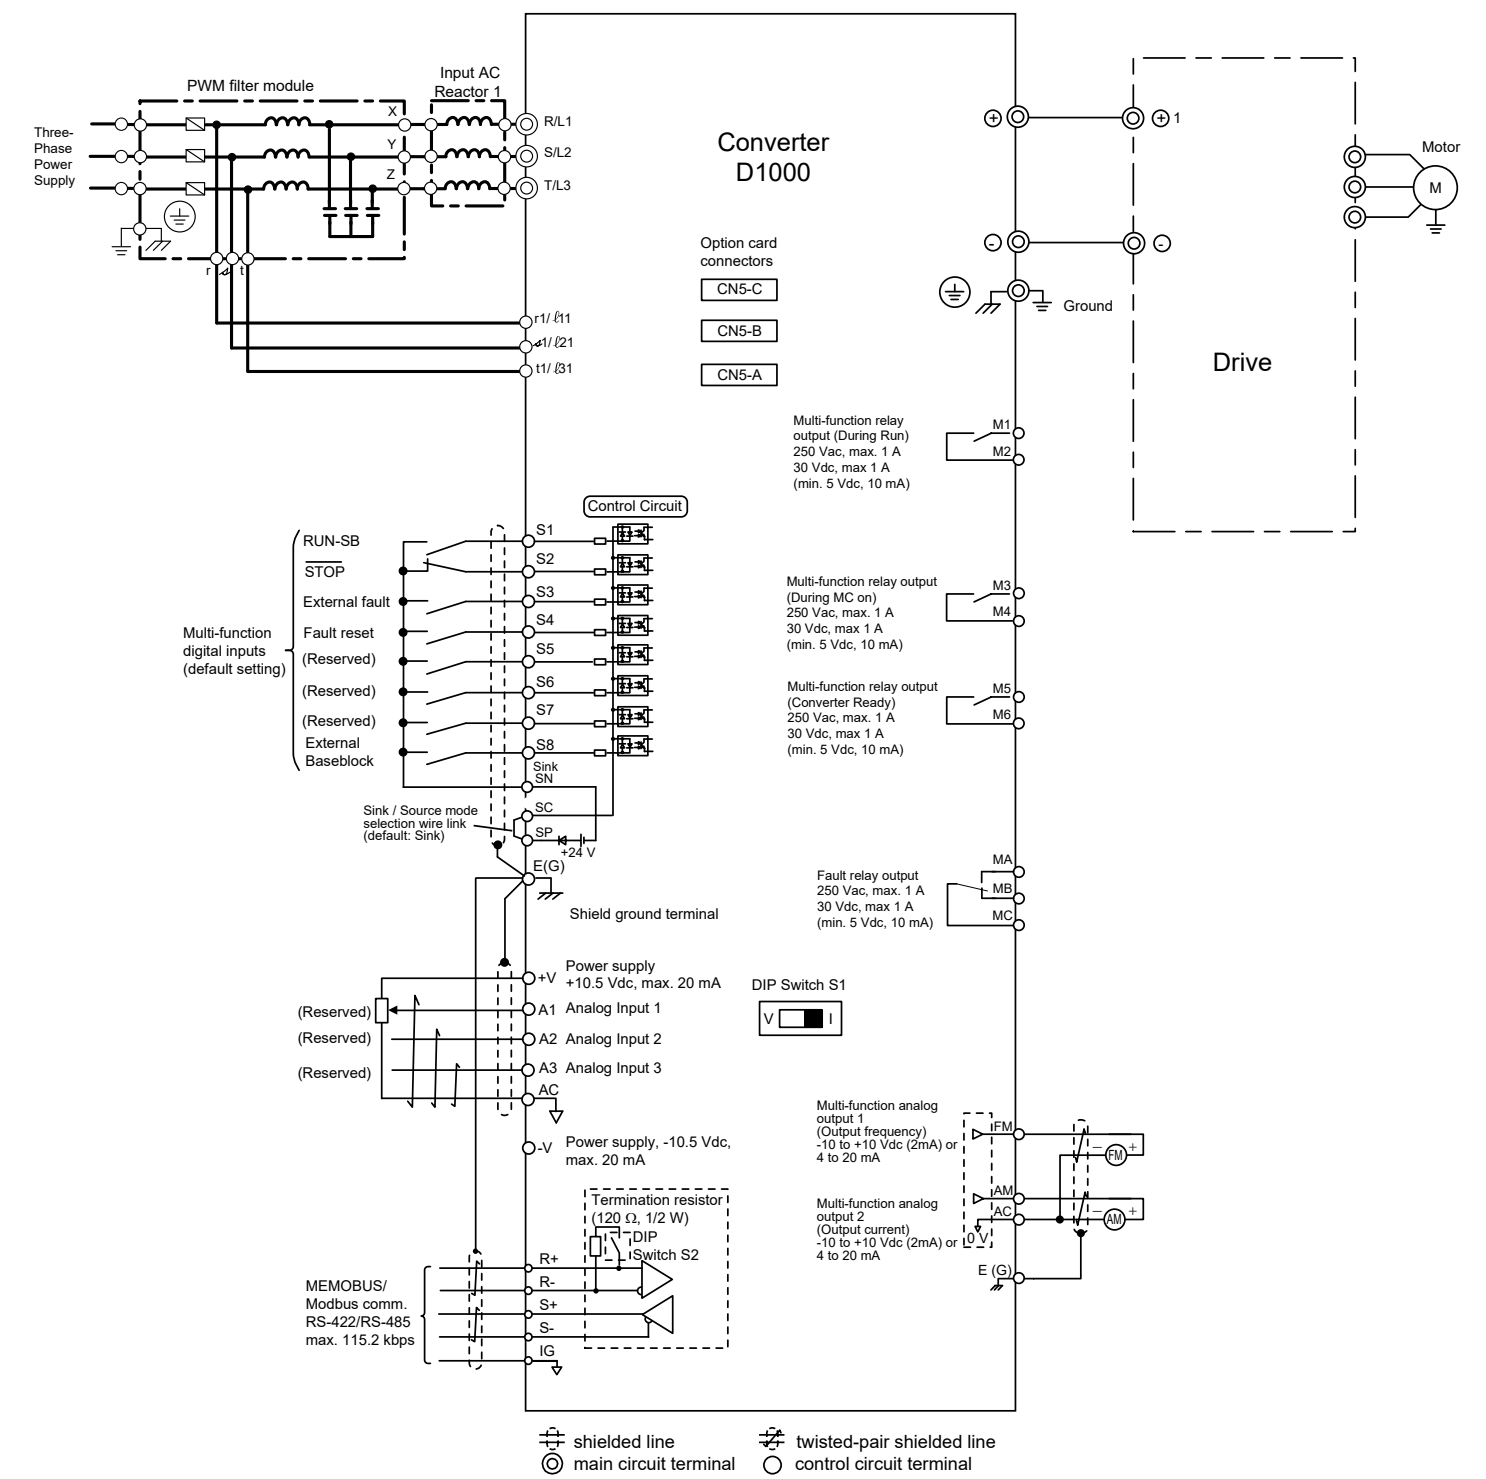 PWM filter module
Input AC
Reactor 1
Three-
Phase
Power
Supply
X
Y
Z
r
t
R/L1
S/L2
T/L3
r1/ℓ11
1/ℓ21
t1/ℓ31
Converter
D1000
Option card
connectors
CN5-C
CN5-B
CN5-A
+
-
Ground
+ 1
-
Drive
Motor
M
Multi-function relay
output (During Run)
250 Vac, max. 1 A
30 Vdc, max 1 A
(min. 5 Vdc, 10 mA)
M1
M2
Multi-function relay output
(During MC on)
250 Vac, max. 1 A
30 Vdc, max 1 A
(min. 5 Vdc, 10 mA)
M3
M4
Multi-function relay output
(Converter Ready)
250 Vac, max. 1 A
30 Vdc, max 1 A
(min. 5 Vdc, 10 mA)
M5
M6
Fault relay output
250 Vac, max. 1 A
30 Vdc, max 1 A
(min. 5 Vdc, 10 mA)
MA
MB
MC
Control Circuit
Multi-function
digital inputs
(default setting)
RUN-SB
STOP
External fault
Fault reset
(Reserved)
(Reserved)
(Reserved)
External
Baseblock
S1
S2
S3
S4
S5
S6
S7
S8
Sink
SN
SC
SP
+24 V
Sink / Source mode
selection wire link
(default: Sink)
E(G)
Shield ground terminal
+V
Power supply
+10.5 Vdc, max. 20 mA
(Reserved)
A1 Analog Input 1
(Reserved)
A2 Analog Input 2
(Reserved)
A3 Analog Input 3
AC
-V
Power supply, -10.5 Vdc,
max. 20 mA
DIP Switch S1
V I
Multi-function analog
output 1
(Output frequency)
-10 to +10 Vdc (2mA) or
4 to 20 mA
FM
− +
FM
Multi-function analog
output 2
(Output current)
-10 to +10 Vdc (2mA) or
4 to 20 mA
AM
AC
0 V
− +
AM
E (G)
Termination resistor
(120 Ω, 1/2 W)
DIP
Switch S2
MEMOBUS/
Modbus comm.
RS-422/RS-485
max. 115.2 kbps
R+
R-
S+
S-
IG
shielded line
twisted-pair shielded line
main circuit terminal
control circuit terminal